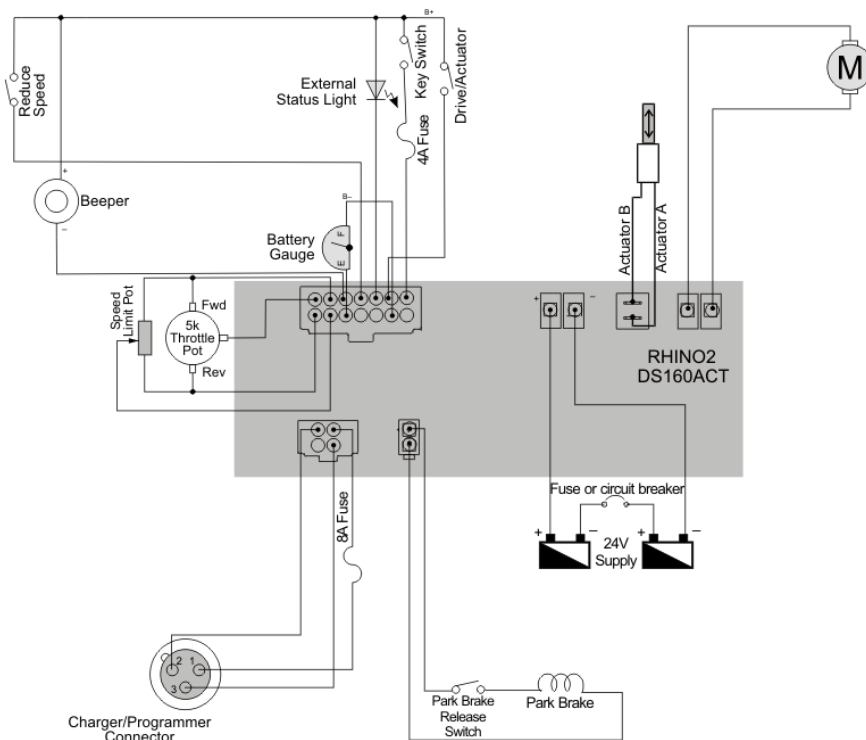 B+
Reduce
Speed
External
Status Light
Key Switch
4A Fuse
Drive/Actuator
M
+
Beeper
–
B–
Battery
Gauge
F
E
Actuator B
Actuator A
Speed
Limit Pot
Fwd
5k
Throttle
Pot
Rev
+
–
RHINO2
DS160ACT
8A Fuse
Fuse or circuit breaker
+
–
24V
Supply
+
–
2
1
3
Charger/Programmer
Connector
Park Brake
Release
Switch
Park Brake